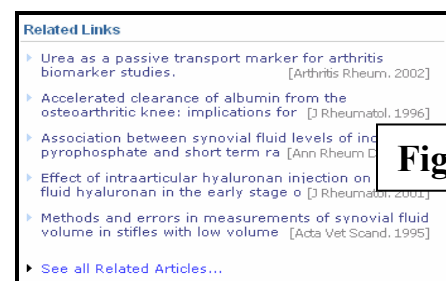 Related Links
Urea as a passive transport marker for arthritis
biomarker studies. [Arthritis Rheum. 2002]
Accelerated clearance of albumin from the
osteoarthritic knee: implications for [J Rheumatol. 1996]
Association between synovial fluid levels of
pyrophosphate and short term ra [Ann Rheum
Effect of intraarticular hyaluronan injection on
fluid hyaluronan in the early stage o [J Rheumatol. 2001]
Methods and errors in measurements of synovial fluid
volume in stifles with low volume [Acta Vet Scand. 1995]
See all Related Articles...
Fig